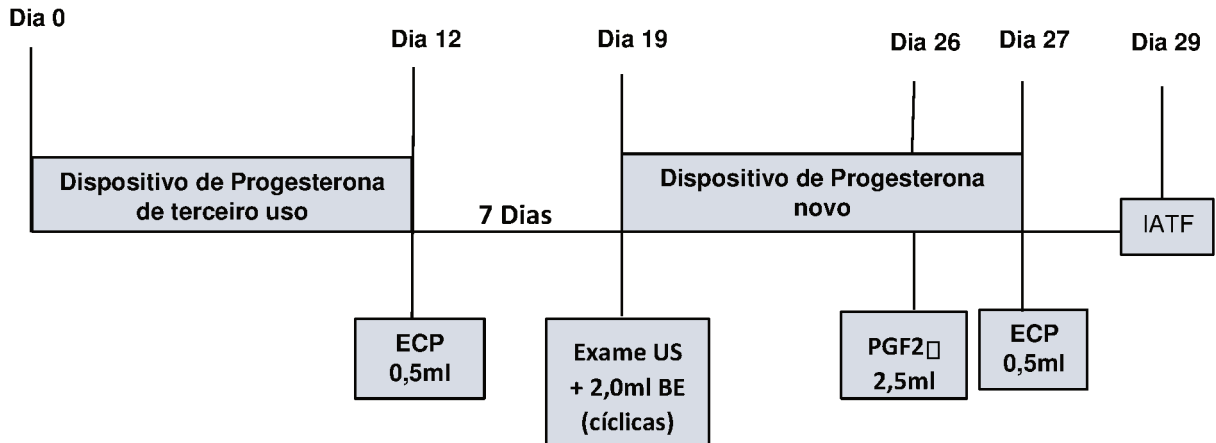 Dia 0
Dia 12
Dia 19
Dia 26
Dia 27
Dia 29
Dispositivo de Progesterona
de terceiro uso
7 Dias
Dispositivo de Progesterona
novo
IATF
ECP
0,5ml
Exame US
+ 2,0ml BE
(cíclicas)
PGF2□
2,5ml
ECP
0,5ml